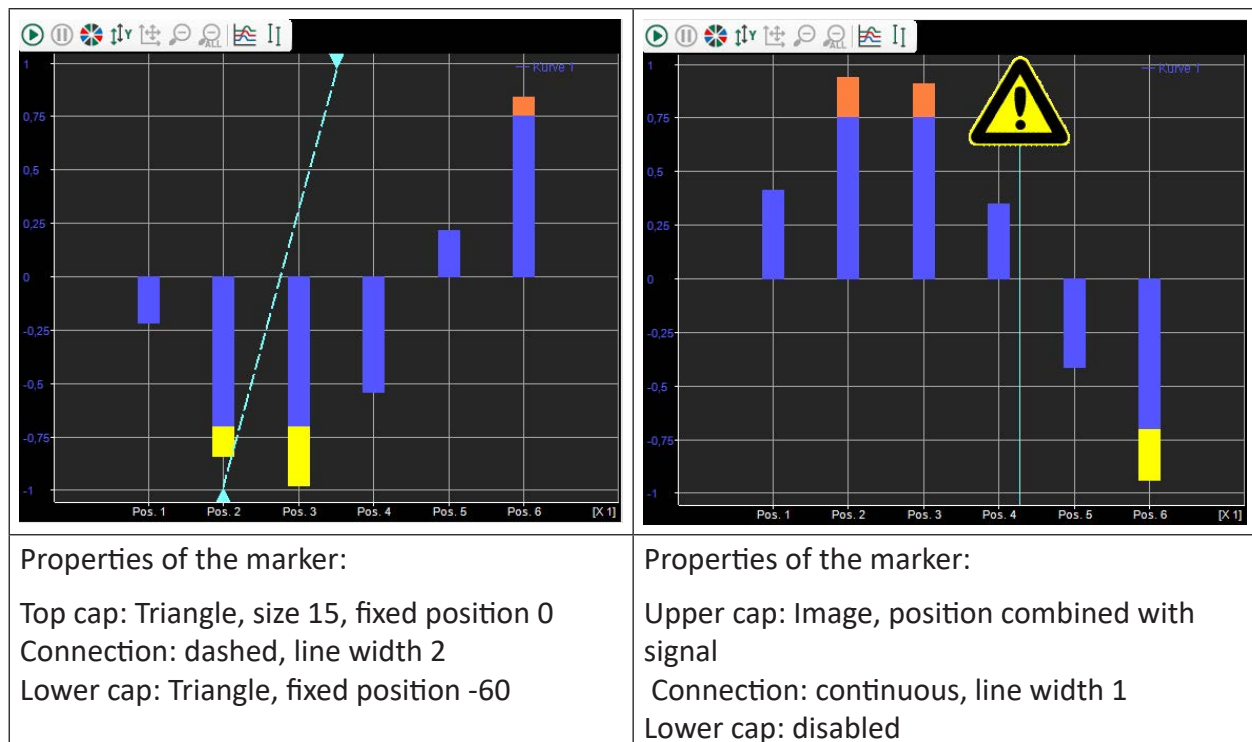 Y ALL
1
0,75
0,5
0,25
0
-0,25
-0,5
-0,75
-1
Kurve 1
Pos. 1 Pos. 2 Pos. 3 Pos. 4 Pos. 5 Pos. 6 [X 1]
Y ALL
1
0,75
0,5
0,25
0
-0,25
-0,5
-0,75
-1
Kurve 1
!
Pos. 1 Pos. 2 Pos. 3 Pos. 4 Pos. 5 Pos. 6 [X 1]
Properties of the marker:
Top cap: Triangle, size 15, fixed position 0
Connection: dashed, line width 2
Lower cap: Triangle, fixed position -60
Properties of the marker:
Upper cap: Image, position combined with
signal
Connection: continuous, line width 1
Lower cap: disabled